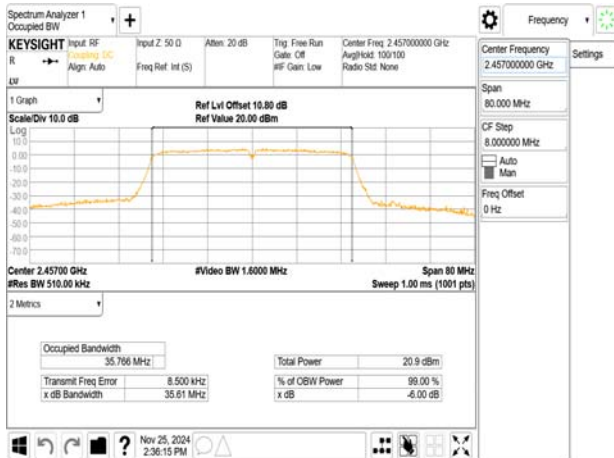 Spectrum Analyzer 1
Occupied BW
Frequency
Settings
KEYSIGHT
R
Input: RF
Coupling: DC
Align: Auto
Input Z: 50 Ω
Freq Ref: Int (S)
Atten: 20 dB
Trig: Free Run
Gate: Off
#IF Gain: Low
Center Freq: 2.457000000 GHz
Avg|Hold: 100/100
Radio Std: None
1 Graph
Scale/Div 10.0 dB
Ref Lvl Offset 10.80 dB
Ref Value 20.00 dBm
Log
10.0
0.00
-10.0
-20.0
-30.0
-40.0
-50.0
-60.0
-70.0
Center 2.45700 GHz
#Video BW 1.6000 MHz
Span 80 MHz
#Res BW 510.00 kHz
Sweep 1.00 ms (1001 pts)
2 Metrics
Occupied Bandwidth
35.766 MHz
Total Power 20.9 dBm
Transmit Freq Error 8.500 kHz
% of OBW Power 99.00 %
x dB Bandwidth 35.61 MHz
x dB -6.00 dB
Center Frequency
2.457000000 GHz
Span
80.000 MHz
CF Step
8.000000 MHz
Auto
Man
Freq Offset
0 Hz
?
Nov 25, 2024
2:36:15 PM